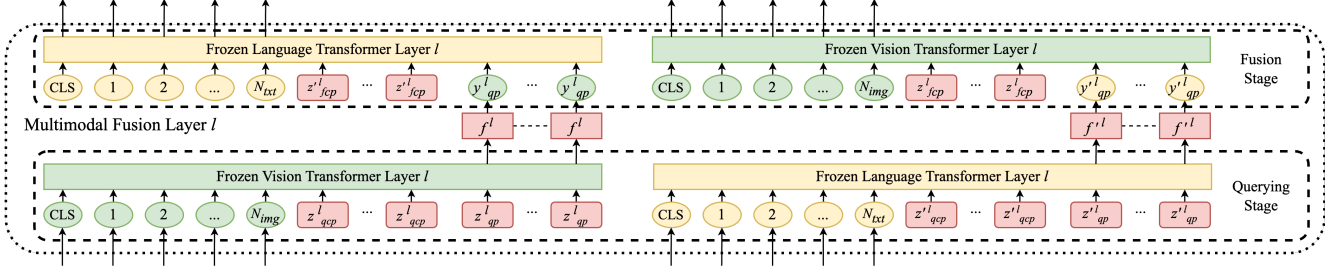 Frozen Language Transformer Layer l
Frozen Vision Transformer Layer l
Fusion
Stage
CLS 1 2 ... N_txt z'^l_fcp ... z'^l_fcp y^l_qp ... y^l_qp
CLS 1 2 ... N_img z^l_fcp ... z^l_fcp y'^l_qp ... y'^l_qp
Multimodal Fusion Layer l
f^l f^l
f'^l f'^l
Frozen Vision Transformer Layer l
Frozen Language Transformer Layer l
Querying
Stage
CLS 1 2 ... N_img z^l_qcp ... z^l_qcp z^l_qp ... z^l_qp
CLS 1 2 ... N_txt z'^l_qcp ... z'^l_qcp z'^l_qp ... z'^l_qp